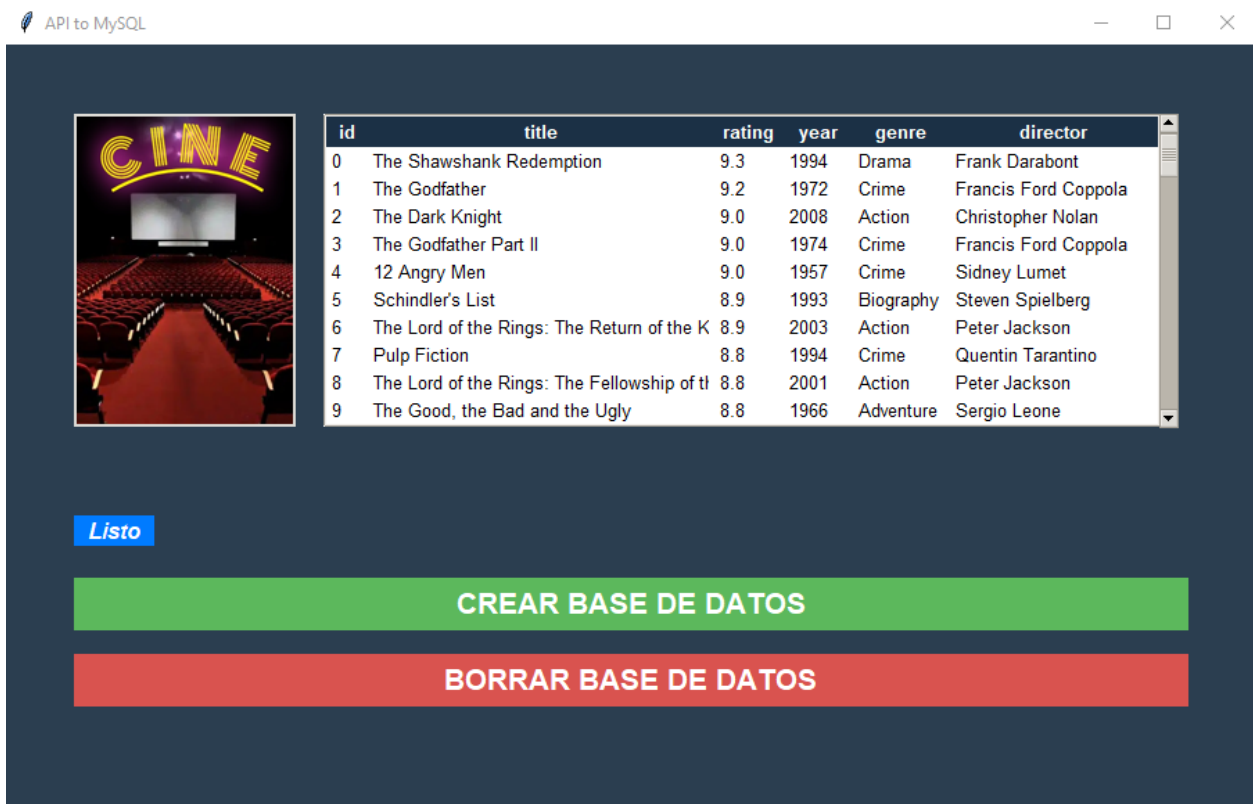 API to MySQL
CINE
id title rating year genre director
0 The Shawshank Redemption 9.3 1994 Drama Frank Darabont
1 The Godfather 9.2 1972 Crime Francis Ford Coppola
2 The Dark Knight 9.0 2008 Action Christopher Nolan
3 The Godfather Part II 9.0 1974 Crime Francis Ford Coppola
4 12 Angry Men 9.0 1957 Crime Sidney Lumet
5 Schindler's List 8.9 1993 Biography Steven Spielberg
6 The Lord of the Rings: The Return of the K 8.9 2003 Action Peter Jackson
7 Pulp Fiction 8.8 1994 Crime Quentin Tarantino
8 The Lord of the Rings: The Fellowship of th 8.8 2001 Action Peter Jackson
9 The Good, the Bad and the Ugly 8.8 1966 Adventure Sergio Leone
Listo
CREAR BASE DE DATOS
BORRAR BASE DE DATOS